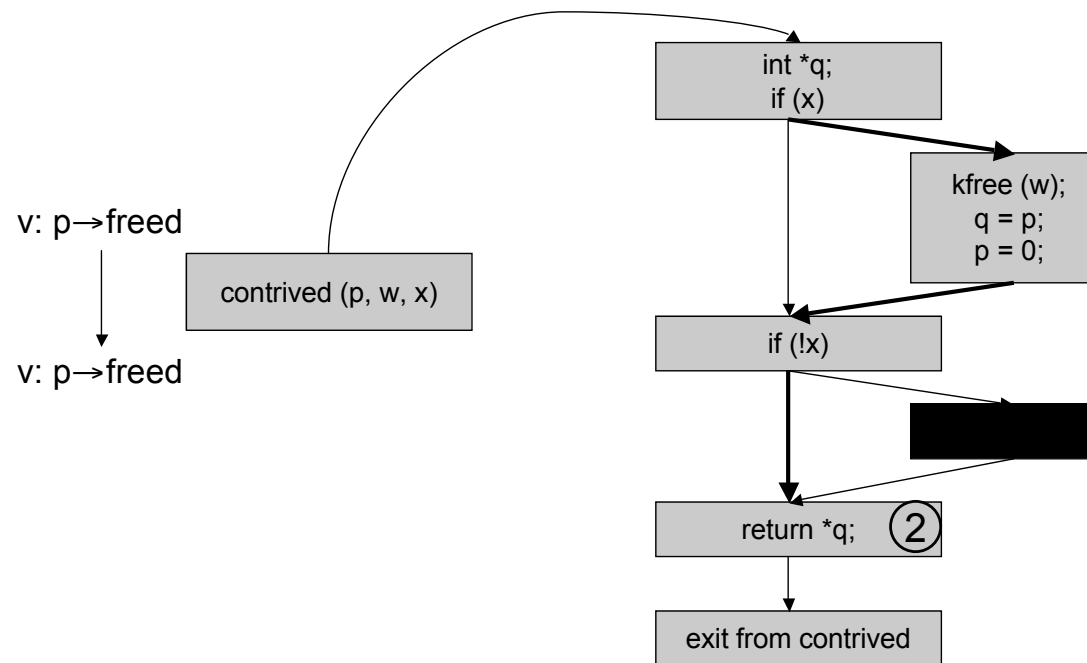 int *q;
if (x)
kfree (w);
q = p;
p = 0;
v: p→freed
contrived (p, w, x)
if (!x)
v: p→freed
return *q;
2
exit from contrived